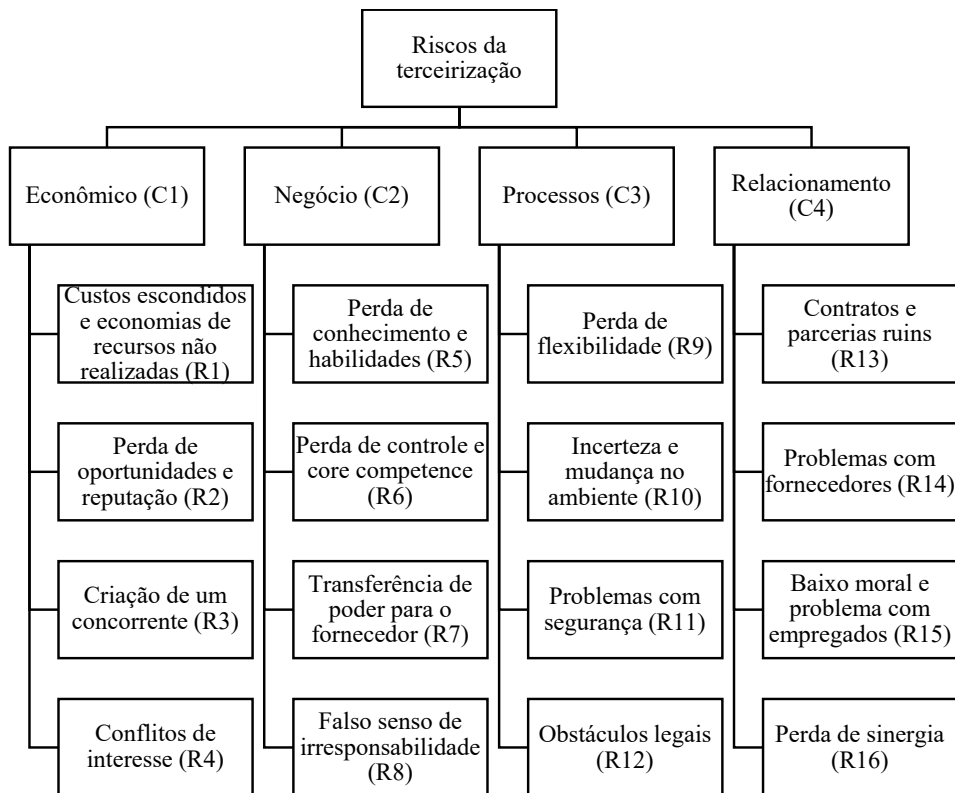 Riscos da
terceirização
Econômico (C1)
Negócio (C2)
Processos (C3)
Relacionamento
(C4)
Custos escondidos
e economias de
recursos não
realizadas (R1)
Perda de
oportunidades e
reputação (R2)
Criação de um
concorrente (R3)
Conflitos de
interesse (R4)
Perda de
conhecimento e
habilidades (R5)
Perda de controle e
core competence
(R6)
Transferência de
poder para o
fornecedor (R7)
Falso senso de
irresponsabilidade
(R8)
Perda de
flexibilidade (R9)
Incerteza e
mudança no
ambiente (R10)
Problemas com
segurança (R11)
Obstáculos legais
(R12)
Contratos e
parcerias ruins
(R13)
Problemas com
fornecedores (R14)
Baixo moral e
problema com
empregados (R15)
Perda de sinergia
(R16)